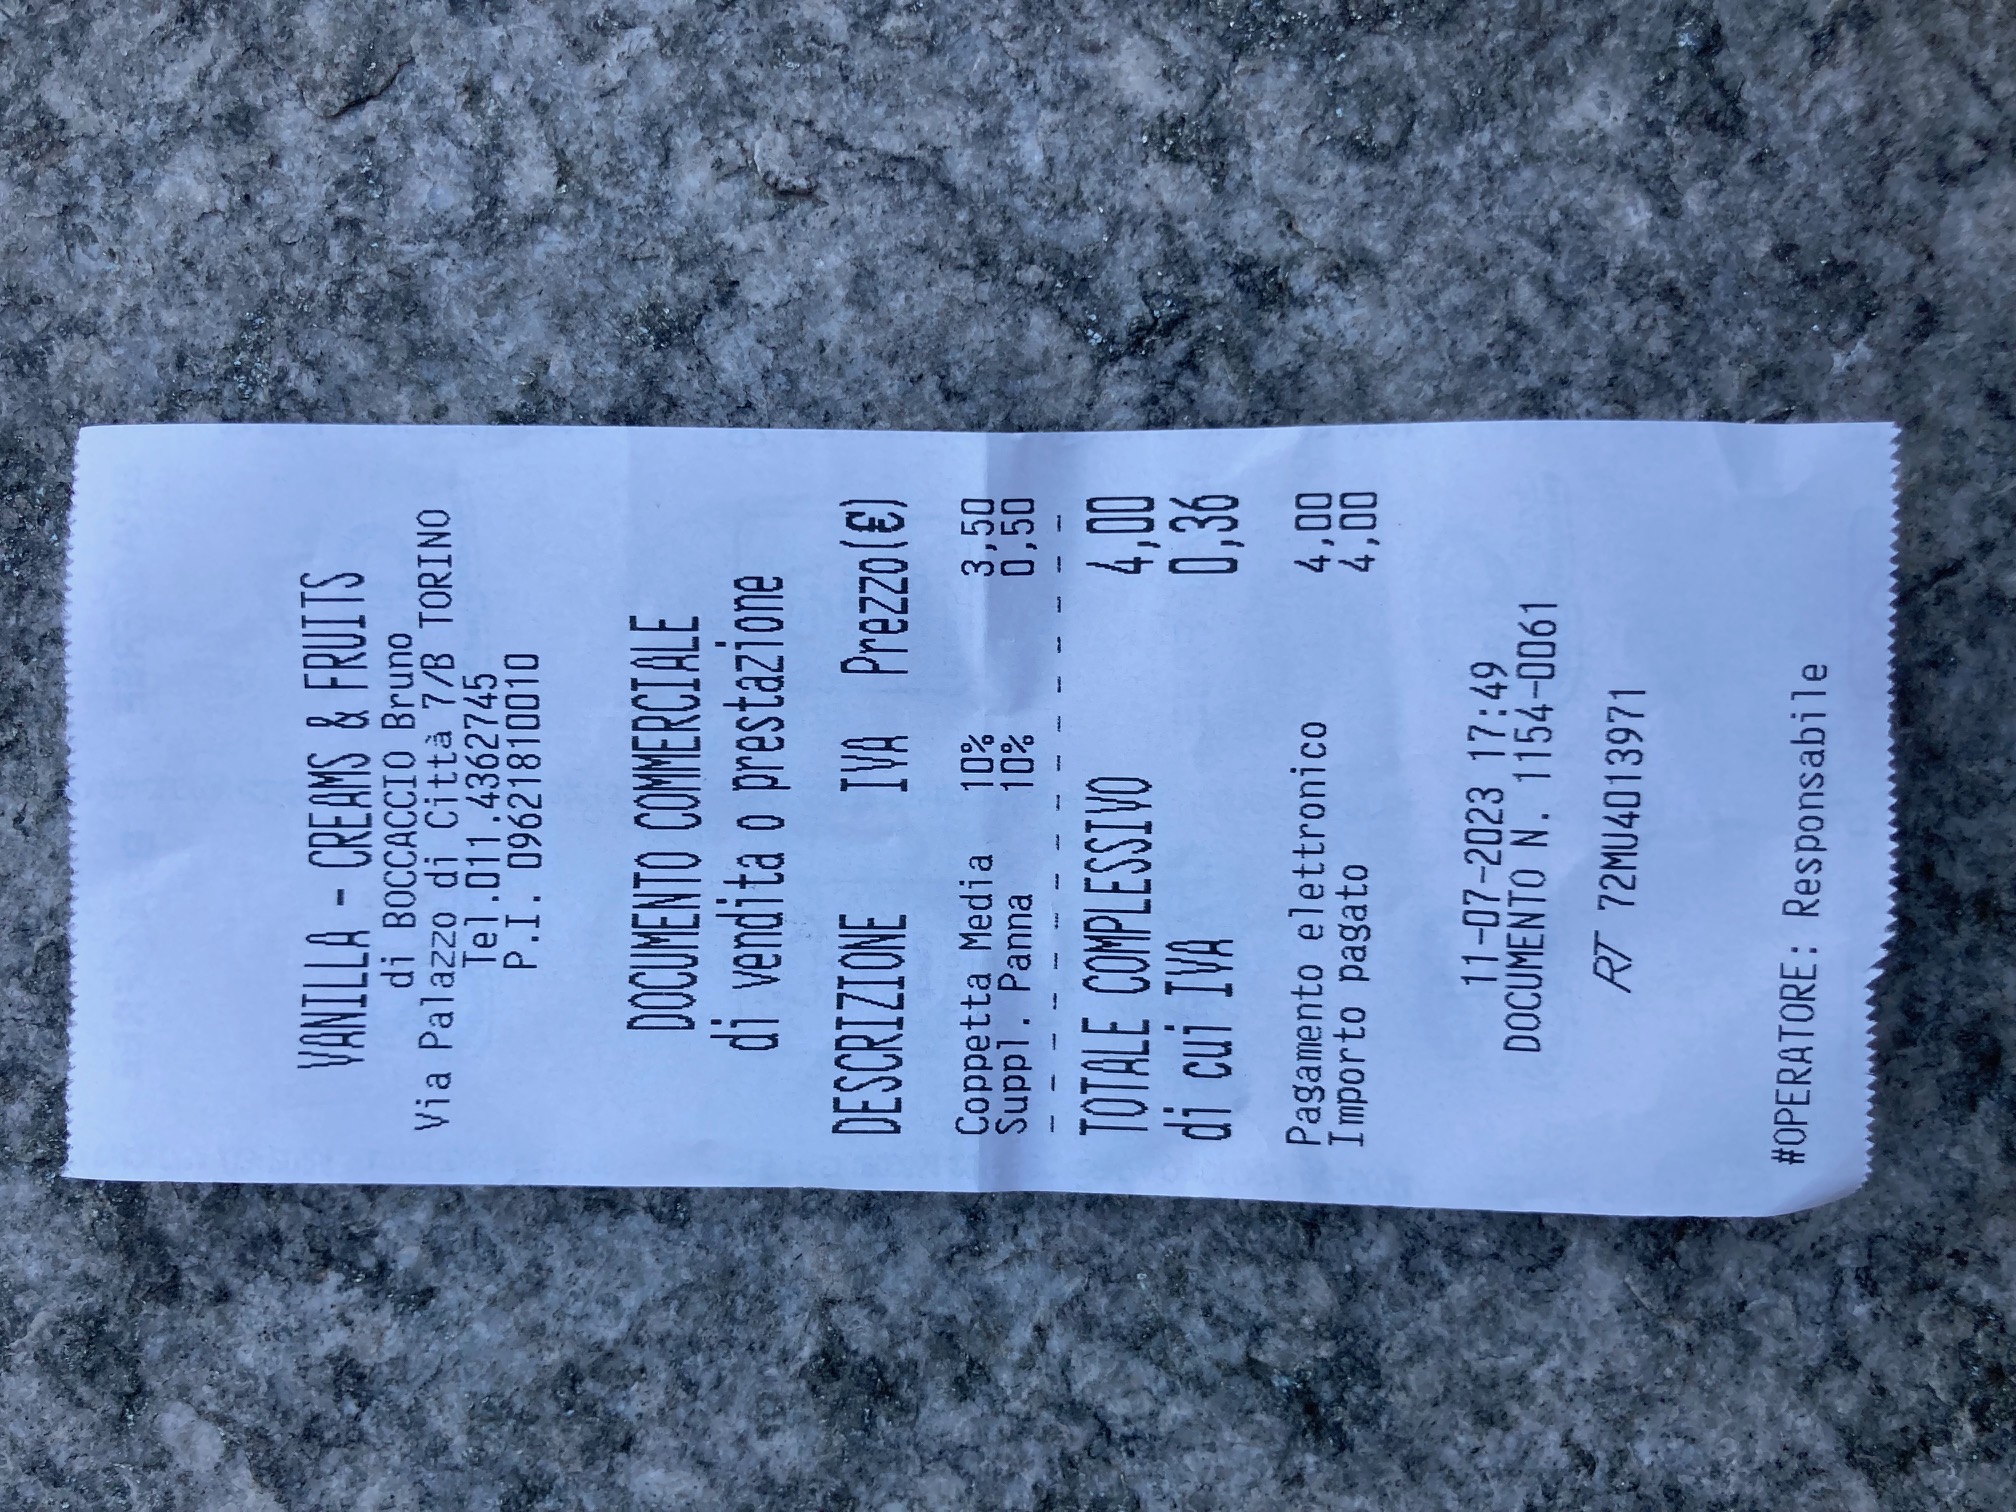 VANILLA - CREAMS & FRUITS
di BOCCACCIO Bruno
Via Palazzo di Città 7/B TORINO
Tel.011.4362745
P.I. 09621810010
DOCUMENTO COMMERCIALE
di vendita o prestazione
DESCRIZIONE IVA Prezzo(€)
Coppetta Media 10% 3,50
Suppl. Panna 10% 0,50
- - - - - - - - - - - - - - - -
TOTALE COMPLESSIVO 4,00
di cui IVA 0,36
Pagamento elettronico 4,00
Importo pagato 4,00
11-07-2023 17:49
DOCUMENTO N. 1154-0061
RT 72MU4013971
#OPERATORE: Responsabile